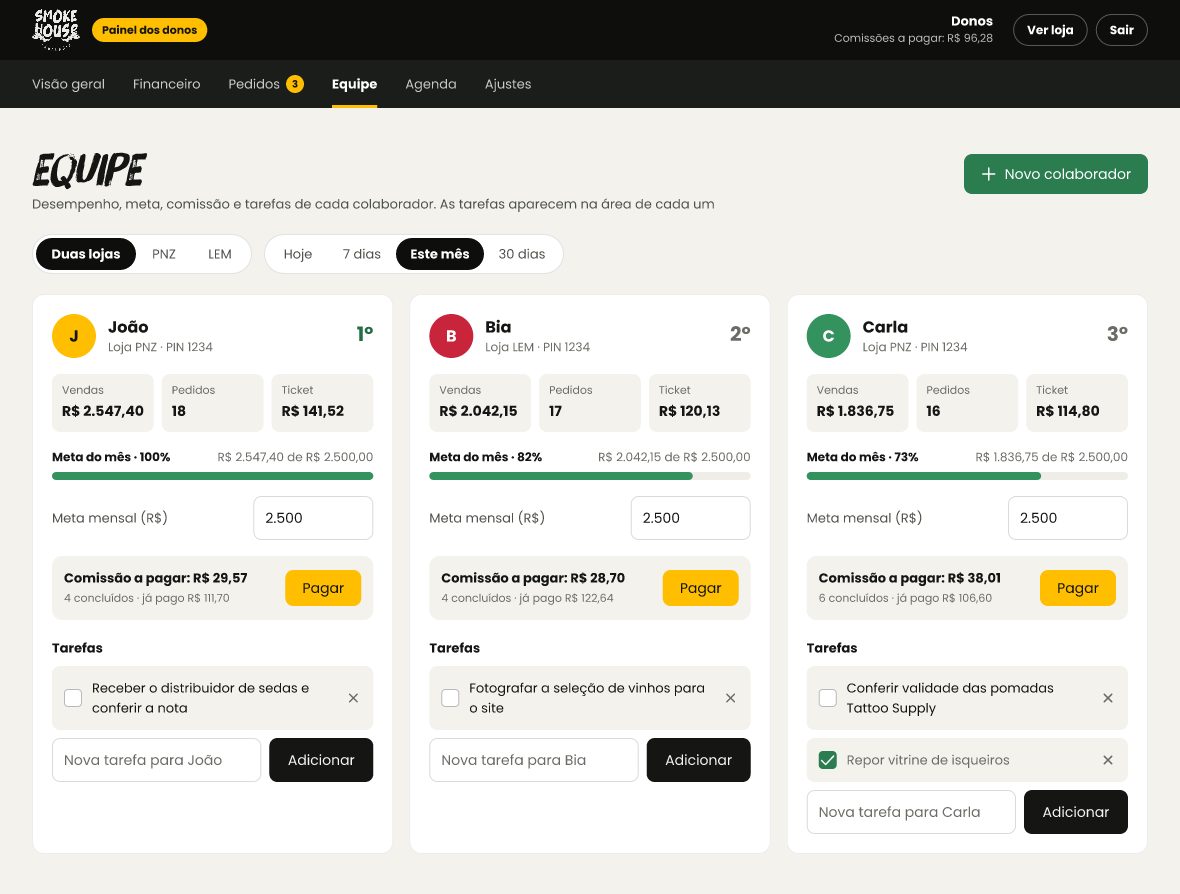 SMOKE
HOUSE
Painel dos donos
Donos
Comissões a pagar: R$ 96,28
Ver loja
Sair
Visão geral
Financeiro
Pedidos 3
Equipe
Agenda
Ajustes
EQUIPE
Desempenho, meta, comissão e tarefas de cada colaborador. As tarefas aparecem na área de cada um
+ Novo colaborador
Duas lojas
PNZ
LEM
Hoje
7 dias
Este mês
30 dias
J
João
Loja PNZ · PIN 1234
1º
Vendas
R$ 2.547,40
Pedidos
18
Ticket
R$ 141,52
Meta do mês · 100%
R$ 2.547,40 de R$ 2.500,00
Meta mensal (R$)
2.500
Comissão a pagar: R$ 29,57
4 concluídos · já pago R$ 111,70
Pagar
Tarefas
Receber o distribuidor de sedas e
conferir a nota
Nova tarefa para João
Adicionar
B
Bia
Loja LEM · PIN 1234
2º
Vendas
R$ 2.042,15
Pedidos
17
Ticket
R$ 120,13
Meta do mês · 82%
R$ 2.042,15 de R$ 2.500,00
Meta mensal (R$)
2.500
Comissão a pagar: R$ 28,70
4 concluídos · já pago R$ 122,64
Pagar
Tarefas
Fotografar a seleção de vinhos para
o site
Nova tarefa para Bia
Adicionar
C
Carla
Loja PNZ · PIN 1234
3º
Vendas
R$ 1.836,75
Pedidos
16
Ticket
R$ 114,80
Meta do mês · 73%
R$ 1.836,75 de R$ 2.500,00
Meta mensal (R$)
2.500
Comissão a pagar: R$ 38,01
6 concluídos · já pago R$ 106,60
Pagar
Tarefas
Conferir validade das pomadas
Tattoo Supply
Repor vitrine de isqueiros
Nova tarefa para Carla
Adicionar